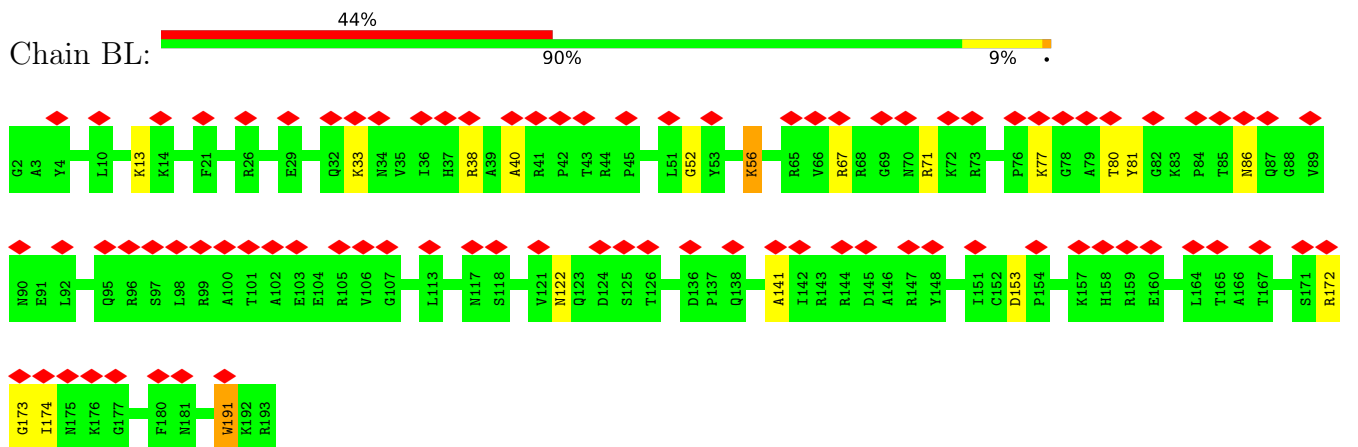 44%
Chain BL:
90% 9% •
G2 A3 Y4 L10 K13 K14 F21 R26 E29 Q32 K33 N34 V35 I36 H37 R38 A39 A40 R41 P42 T43 R44 P45 L51 G52 Y53 K56 R65 V66 R67 R68 G69 N70 R71 K72 R73 P76 K77 G78 A79 T80 Y81 G82 K83 P84 T85 N86 Q87 G88 V89
N90 E91 L92 Q95 R96 S97 L98 R99 A100 T101 A102 E103 E104 R105 V106 G107 L113 N117 S118 V121 N122 Q123 D124 S125 T126 D136 P137 Q138 A141 I142 R143 R144 D145 A146 R147 Y148 I151 C152 D153 P154 K157 H158 R159 E160 L164 T165 A166 T167 S171 R172
G173 I174 N175 K176 G177 F180 N181 W191 K192 R193